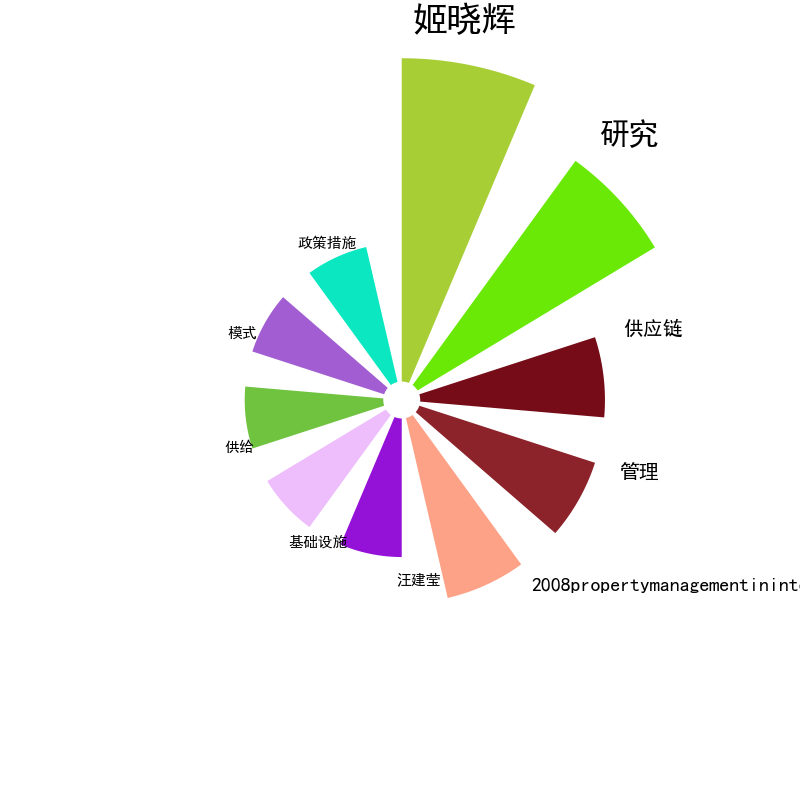 姬晓辉
研究
政策措施
供应链
模式
供给
管理
基础设施
汪建莹
2008propertymanagementininte